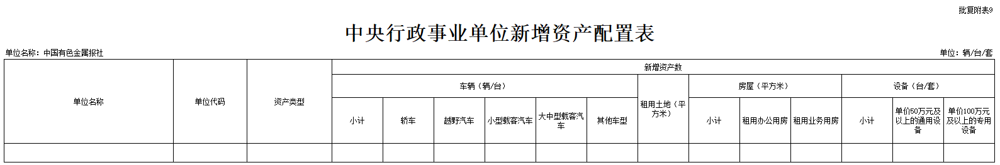 批复附表9
中央行政事业单位新增资产配置表
单位名称：中国有色金属报社
单位：辆/台/套
单位名称
单位代码
资产类型
新增资产数
车辆（辆/台）
租用土地（平
方米）
房屋（平方米）
设备（台/套）
小计
轿车
越野汽车
小型载客汽车
大中型载客汽
车
其他车型
小计
租用办公用房
租用业务用房
小计
单价50万元及
以上的通用设
备
单价100万元
及以上的专用
设备